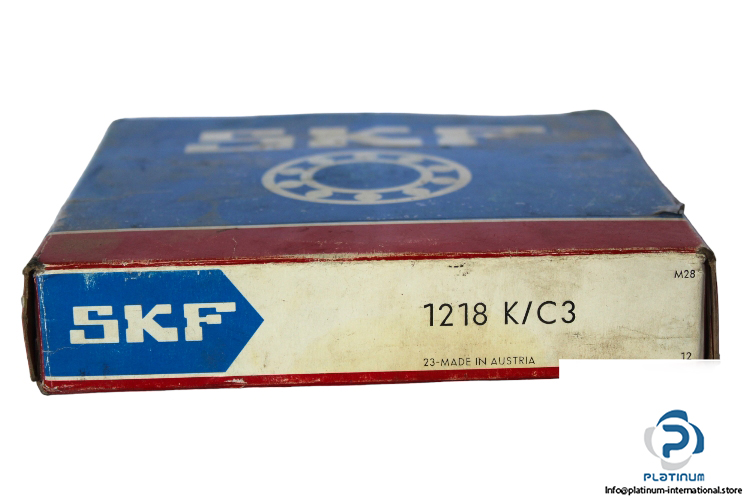 SKF
M28
SKF
1218 K/C3
23-MADE IN AUSTRIA
12
PLATINUM
Info@platinum-international.store